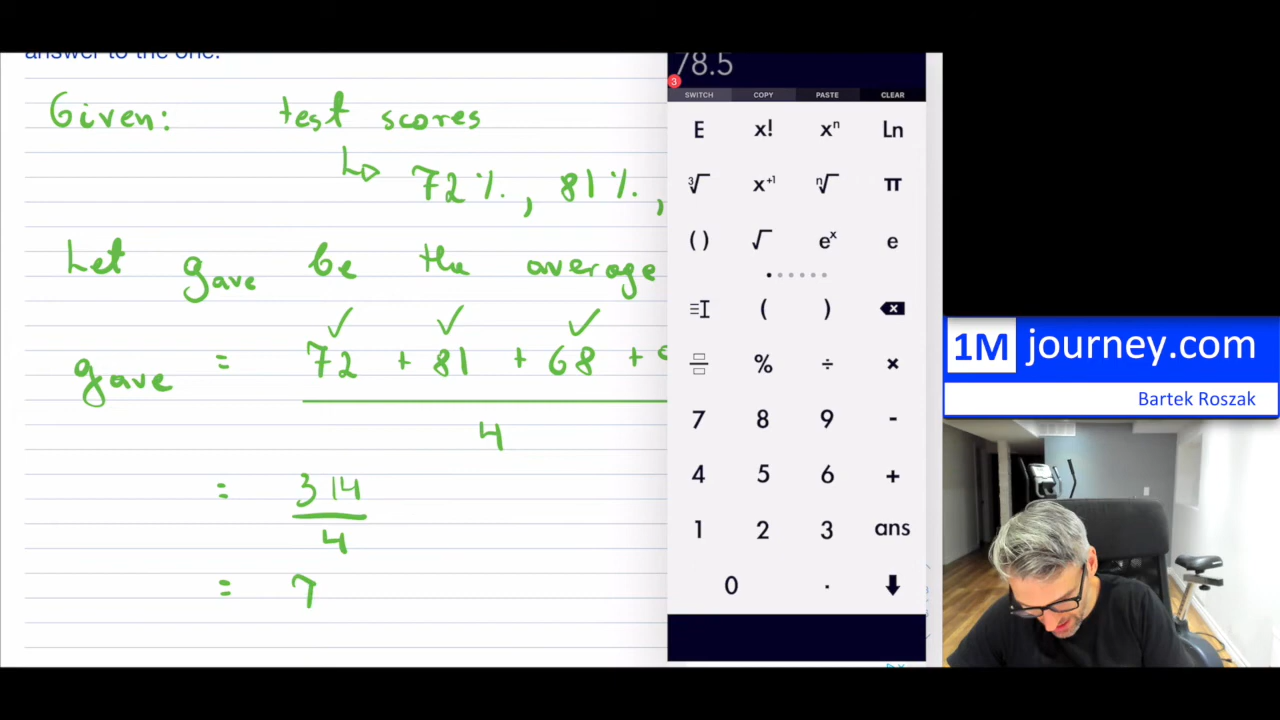 answer to the one.
Given: test scores
72%, 81%,
Let gave be the average
gave = 72 + 81 + 68 +
4
= 314
4
= 7
78.5
3
SWITCH COPY PASTE CLEAR
E x! xⁿ Ln
³√ x⁺¹ ⁿ√ π
( ) √ eˣ e
( )
% ÷ ×
7 8 9 -
4 5 6 +
1 2 3 ans
0 .
1M journey.com
Bartek Roszak